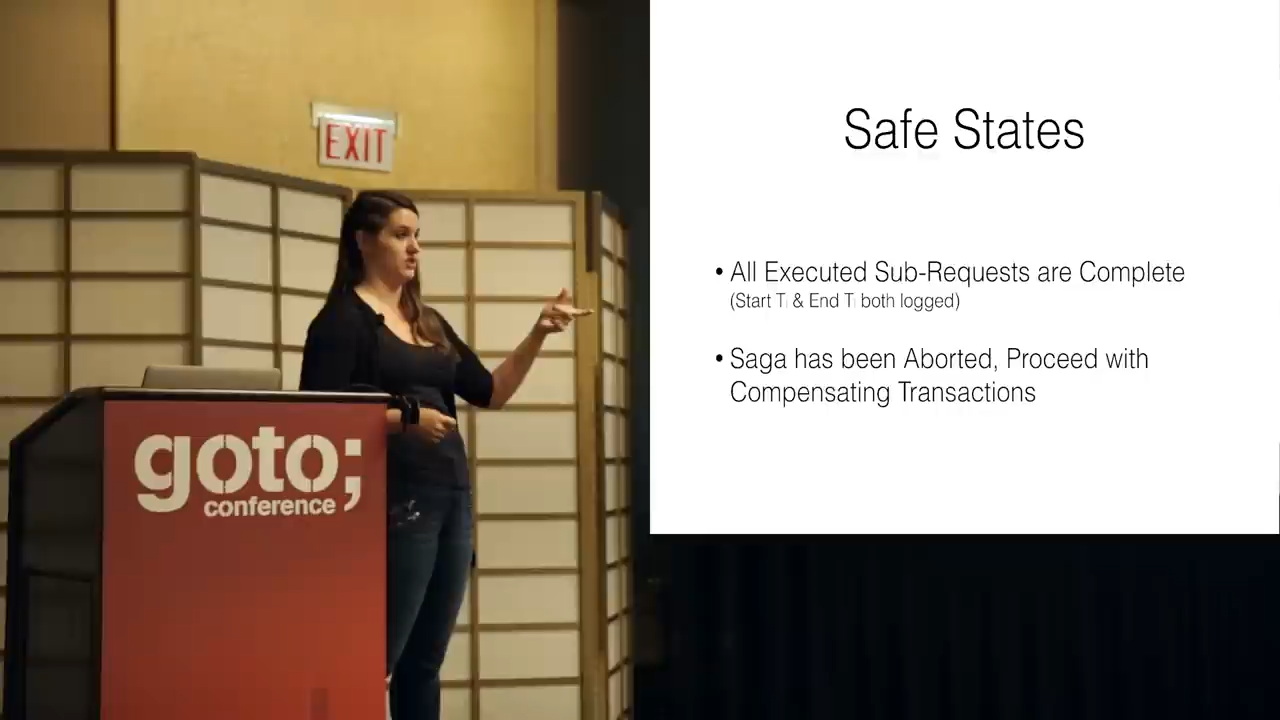 EXIT
goto;
conference
Safe States
• All Executed Sub-Requests are Complete
(Start Ti & End Ti both logged)
• Saga has been Aborted, Proceed with
Compensating Transactions